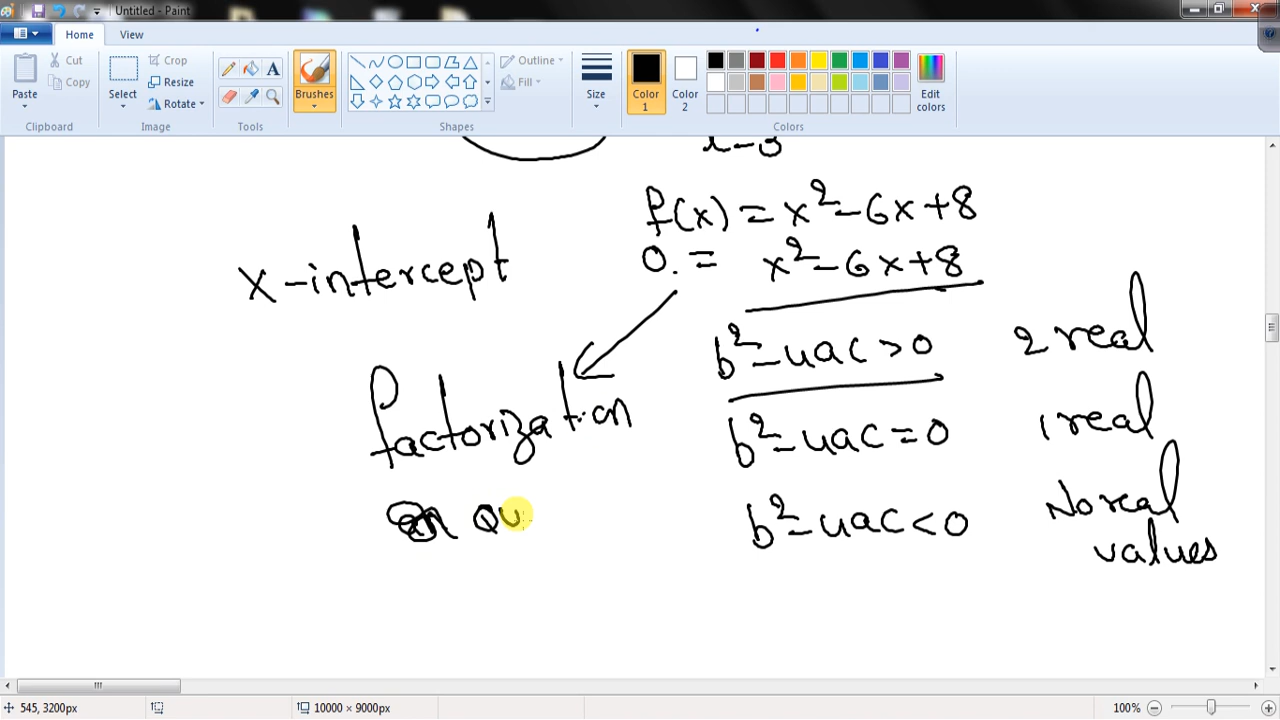 Untitled - Paint
Home View
Paste
Cut
Copy
Clipboard
Select
Crop
Resize
Rotate
Image
A
Tools
Brushes
Outline
Fill
Shapes
Size
Color 1
Color 2
Edit colors
Colors
x-intercept
f(x) = x²-6x+8
0. = x²-6x+8
b²-4ac>0 2 real
factorization
b²-4ac=0 1 real
QU
b²-4ac<0 No real
values
545, 3200px
10000 × 9000px
100%